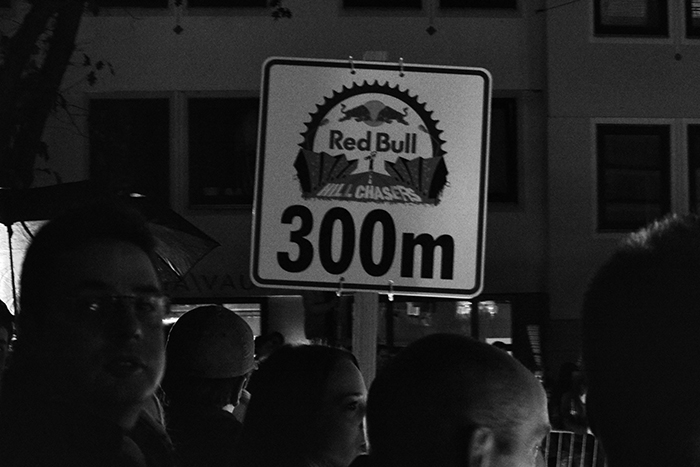 Red Bull
HILL CHASERS
300m